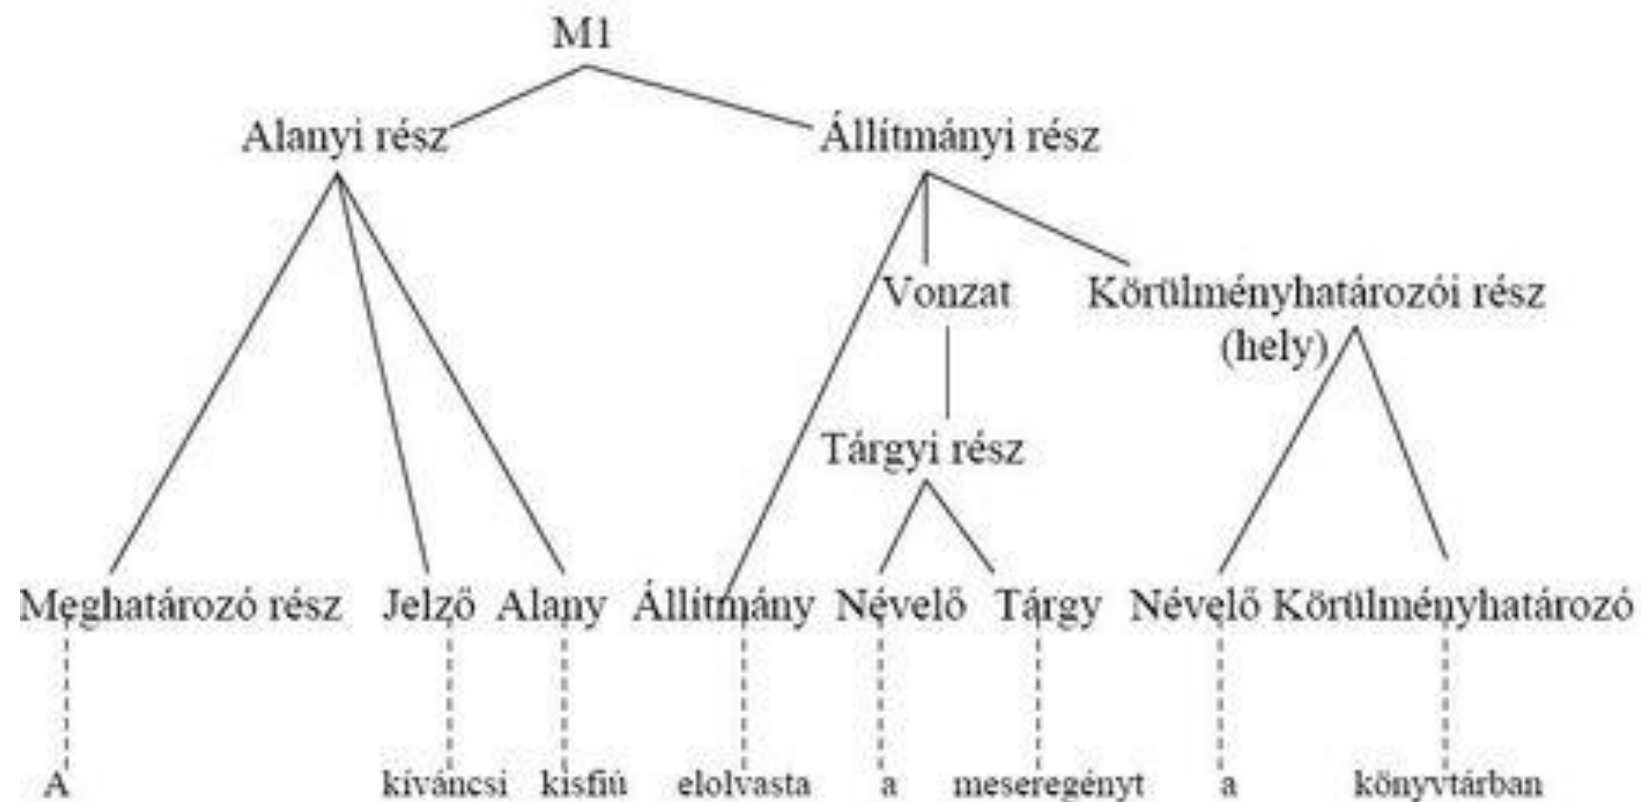 M1
Alanyi rész Állítmányi rész
Vonzat Körülményhatározói rész
(hely)
Tárgyi rész
Meghatározó rész Jelző Alany Állítmány Névelő Tárgy Névelő Körülményhatározó
A kíváncsi kisfiú elolvasta a meseregényt a könyvtárban